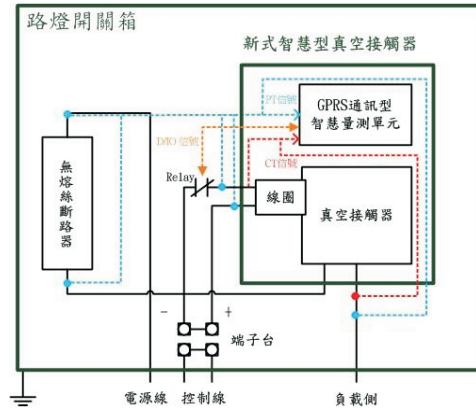 路燈開關箱
新式智慧型真空接觸器
PT信號
GPRS通訊型
智慧量測單元
D/IO信號
CT信號
Relay
線圈
真空接觸器
無熔絲斷路器
- +
端子台
電源線 控制線 負載側